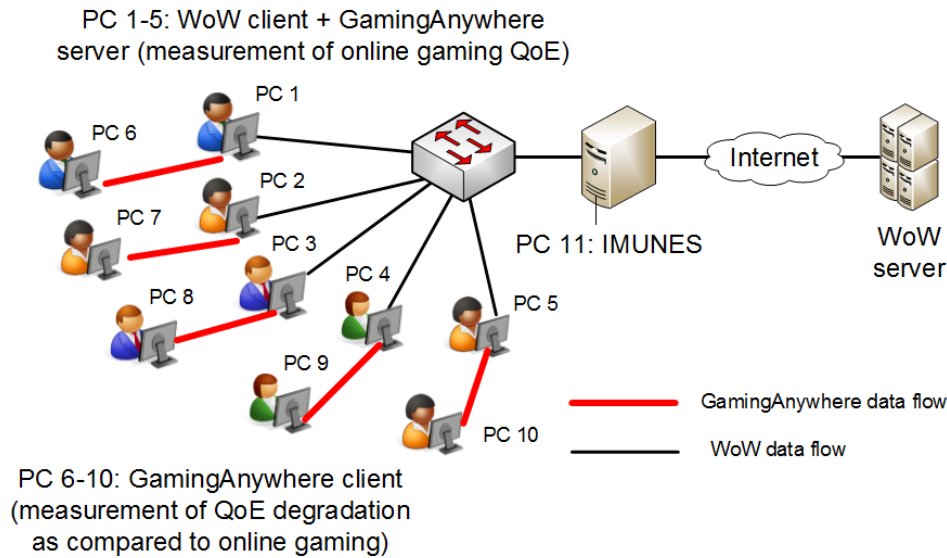 PC 1-5: WoW client + GamingAnywhere
server (measurement of online gaming QoE)
PC 1
PC 6
PC 2
PC 7
PC 3
PC 4
PC 8
PC 5
PC 9
PC 10
Internet
PC 11: IMUNES
WoW
server
GamingAnywhere data flow
WoW data flow
PC 6-10: GamingAnywhere client
(measurement of QoE degradation
as compared to online gaming)